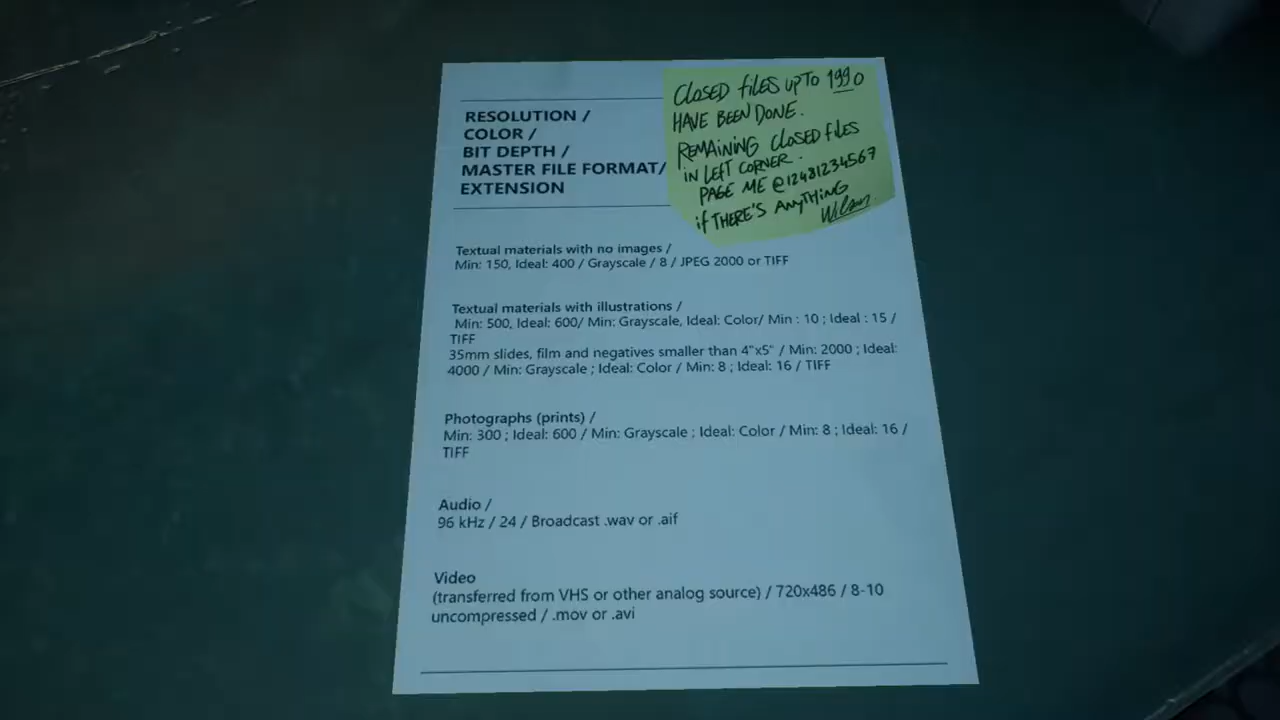 RESOLUTION /
COLOR /
BIT DEPTH /
MASTER FILE FORMAT/
EXTENSION
CLOSED FILES UP TO 1990
HAVE BEEN DONE.
REMAINING CLOSED FILES
IN LEFT CORNER.
PAGE ME @12481234567
if THERE'S ANYTHING
Wilson
Textual materials with no images /
Min: 150, Ideal: 400 / Grayscale / 8 / JPEG 2000 or TIFF
Textual materials with illustrations /
Min: 500, Ideal: 600/ Min: Grayscale, Ideal: Color/ Min : 10 ; Ideal : 15 /
TIFF
35mm slides, film and negatives smaller than 4"x5" / Min: 2000 ; Ideal:
4000 / Min: Grayscale ; Ideal: Color / Min: 8 ; Ideal: 16 / TIFF
Photographs (prints) /
Min: 300 ; Ideal: 600 / Min: Grayscale ; Ideal: Color / Min: 8 ; Ideal: 16 /
TIFF
Audio /
96 kHz / 24 / Broadcast .wav or .aif
Video
(transferred from VHS or other analog source) / 720x486 / 8-10
uncompressed / .mov or .avi